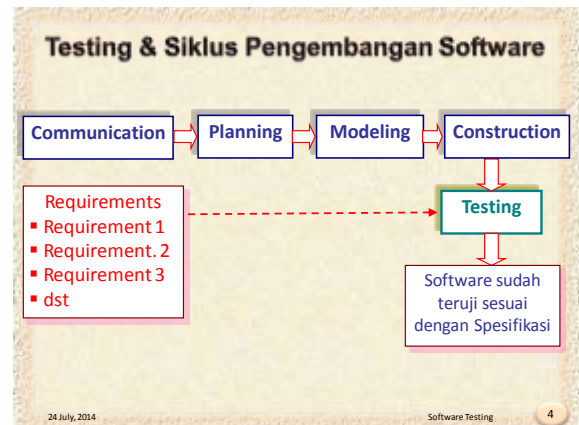 Testing & Siklus Pengembangan Software
Communication
Planning
Modeling
Construction
Requirements
▪ Requirement 1
▪ Requirement. 2
▪ Requirement 3
▪ dst
Testing
Software sudah
teruji sesuai
dengan Spesifikasi
24 July, 2014
Software Testing
4